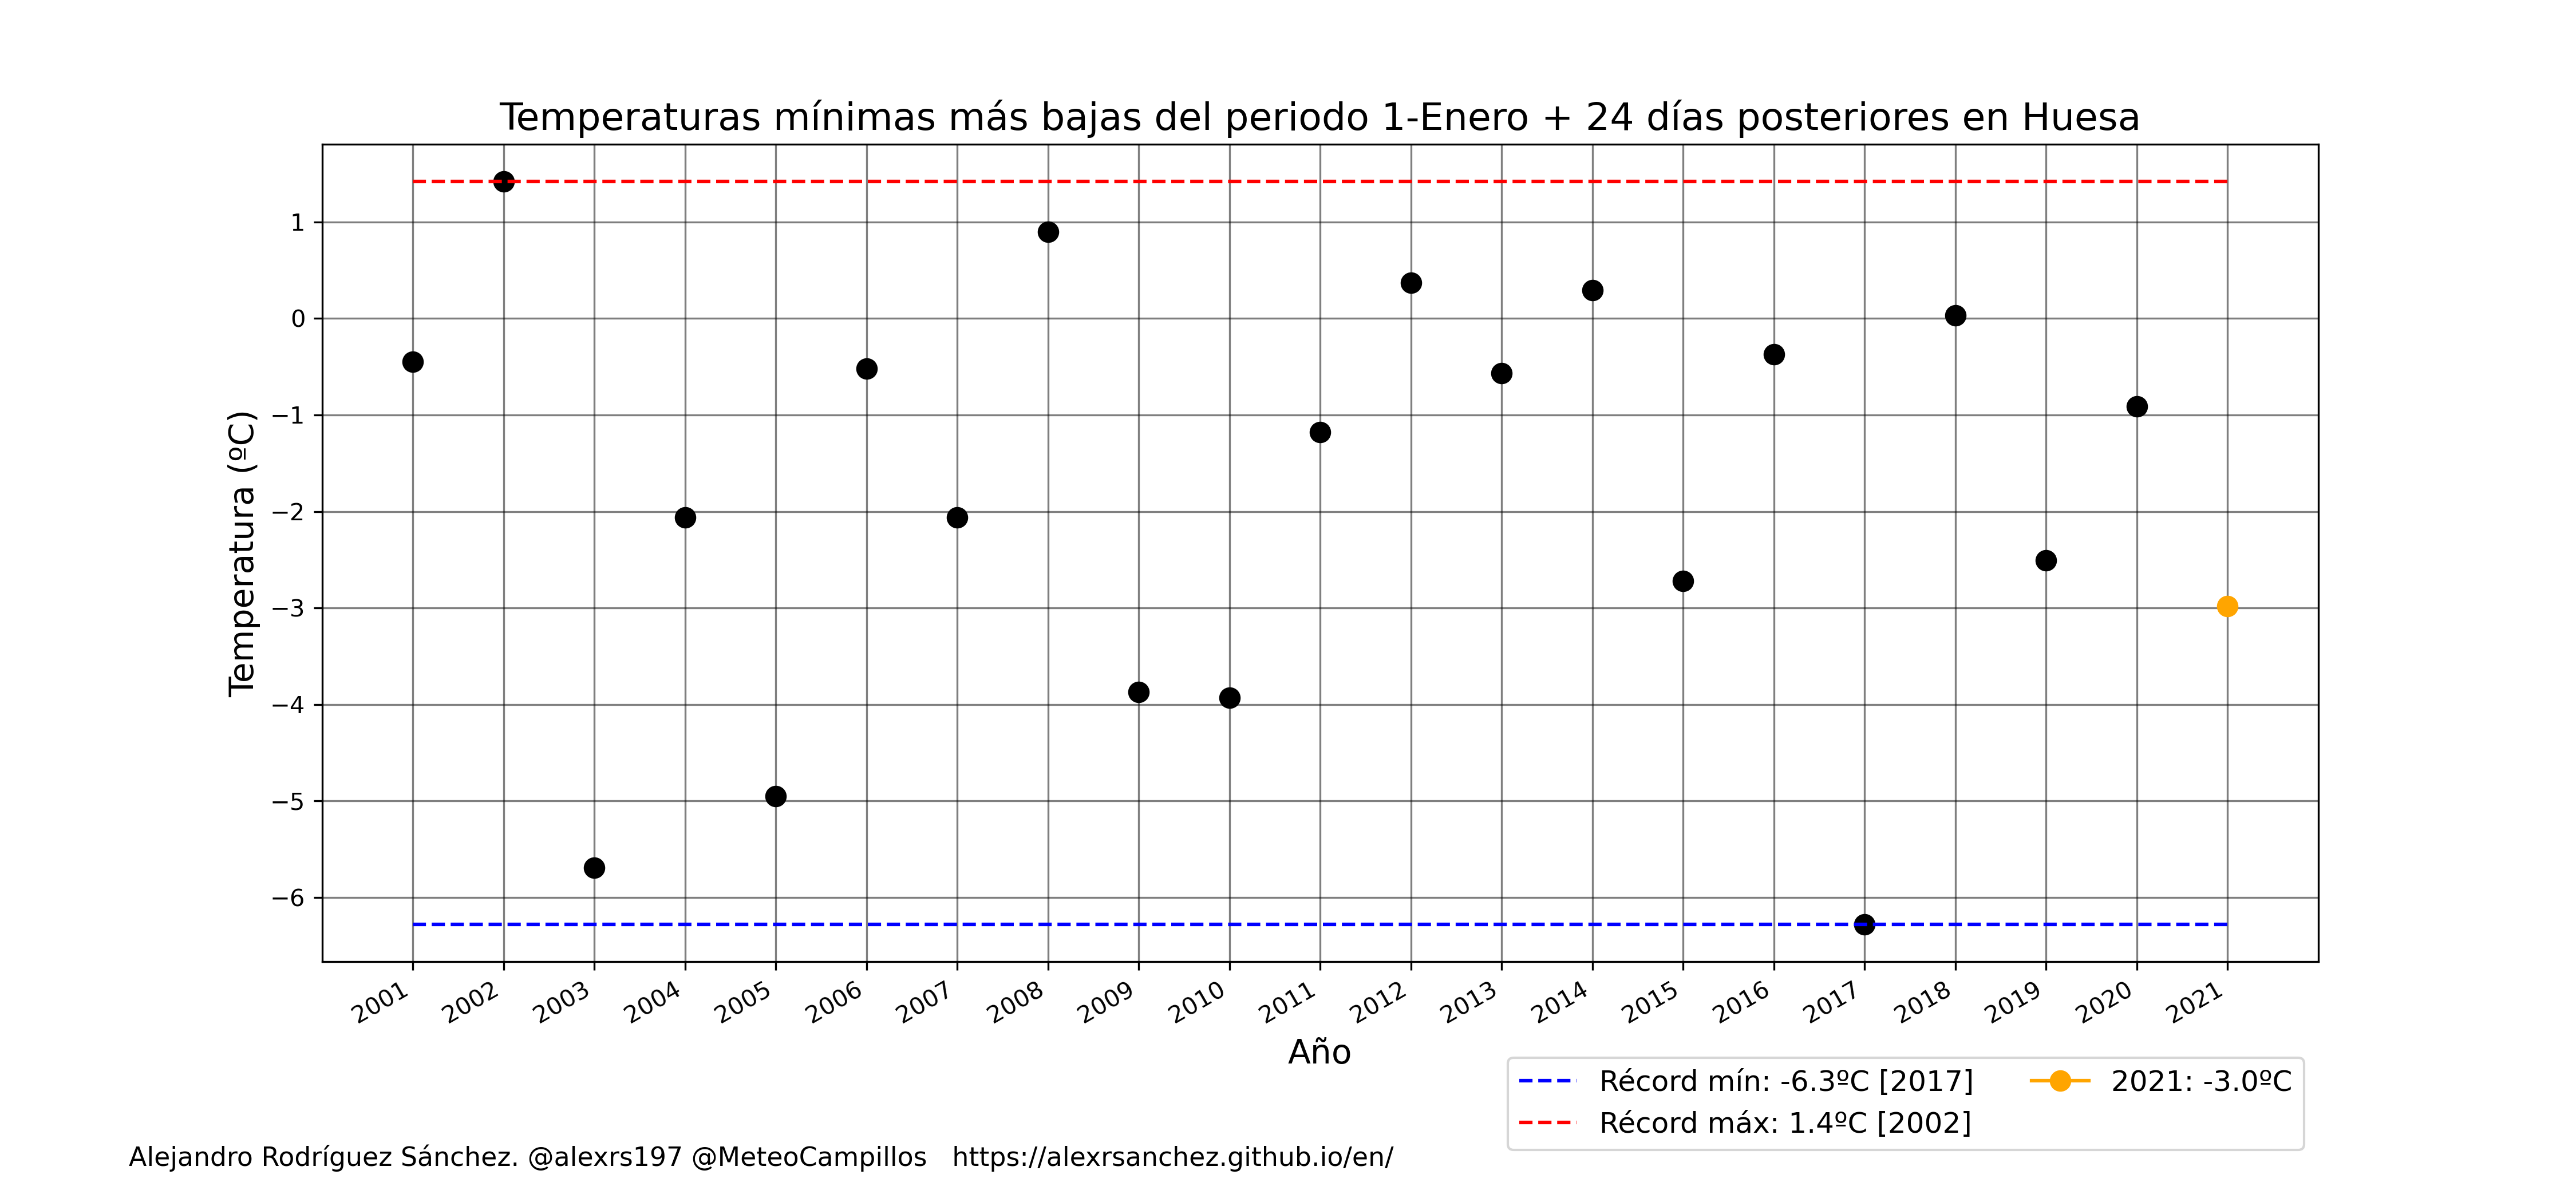 Temperaturas mínimas más bajas del periodo 1-Enero + 24 días posteriores en Huesa
Temperatura (ºC)
1
0
−1
−2
−3
−4
−5
−6
2001 2002 2003 2004 2005 2006 2007 2008 2009 2010 2011 2012 2013 2014 2015 2016 2017 2018 2019 2020 2021
Año
Récord mín: -6.3ºC [2017]
Récord máx: 1.4ºC [2002]
2021: -3.0ºC
Alejandro Rodríguez Sánchez. @alexrs197 @MeteoCampillos https://alexrsanchez.github.io/en/